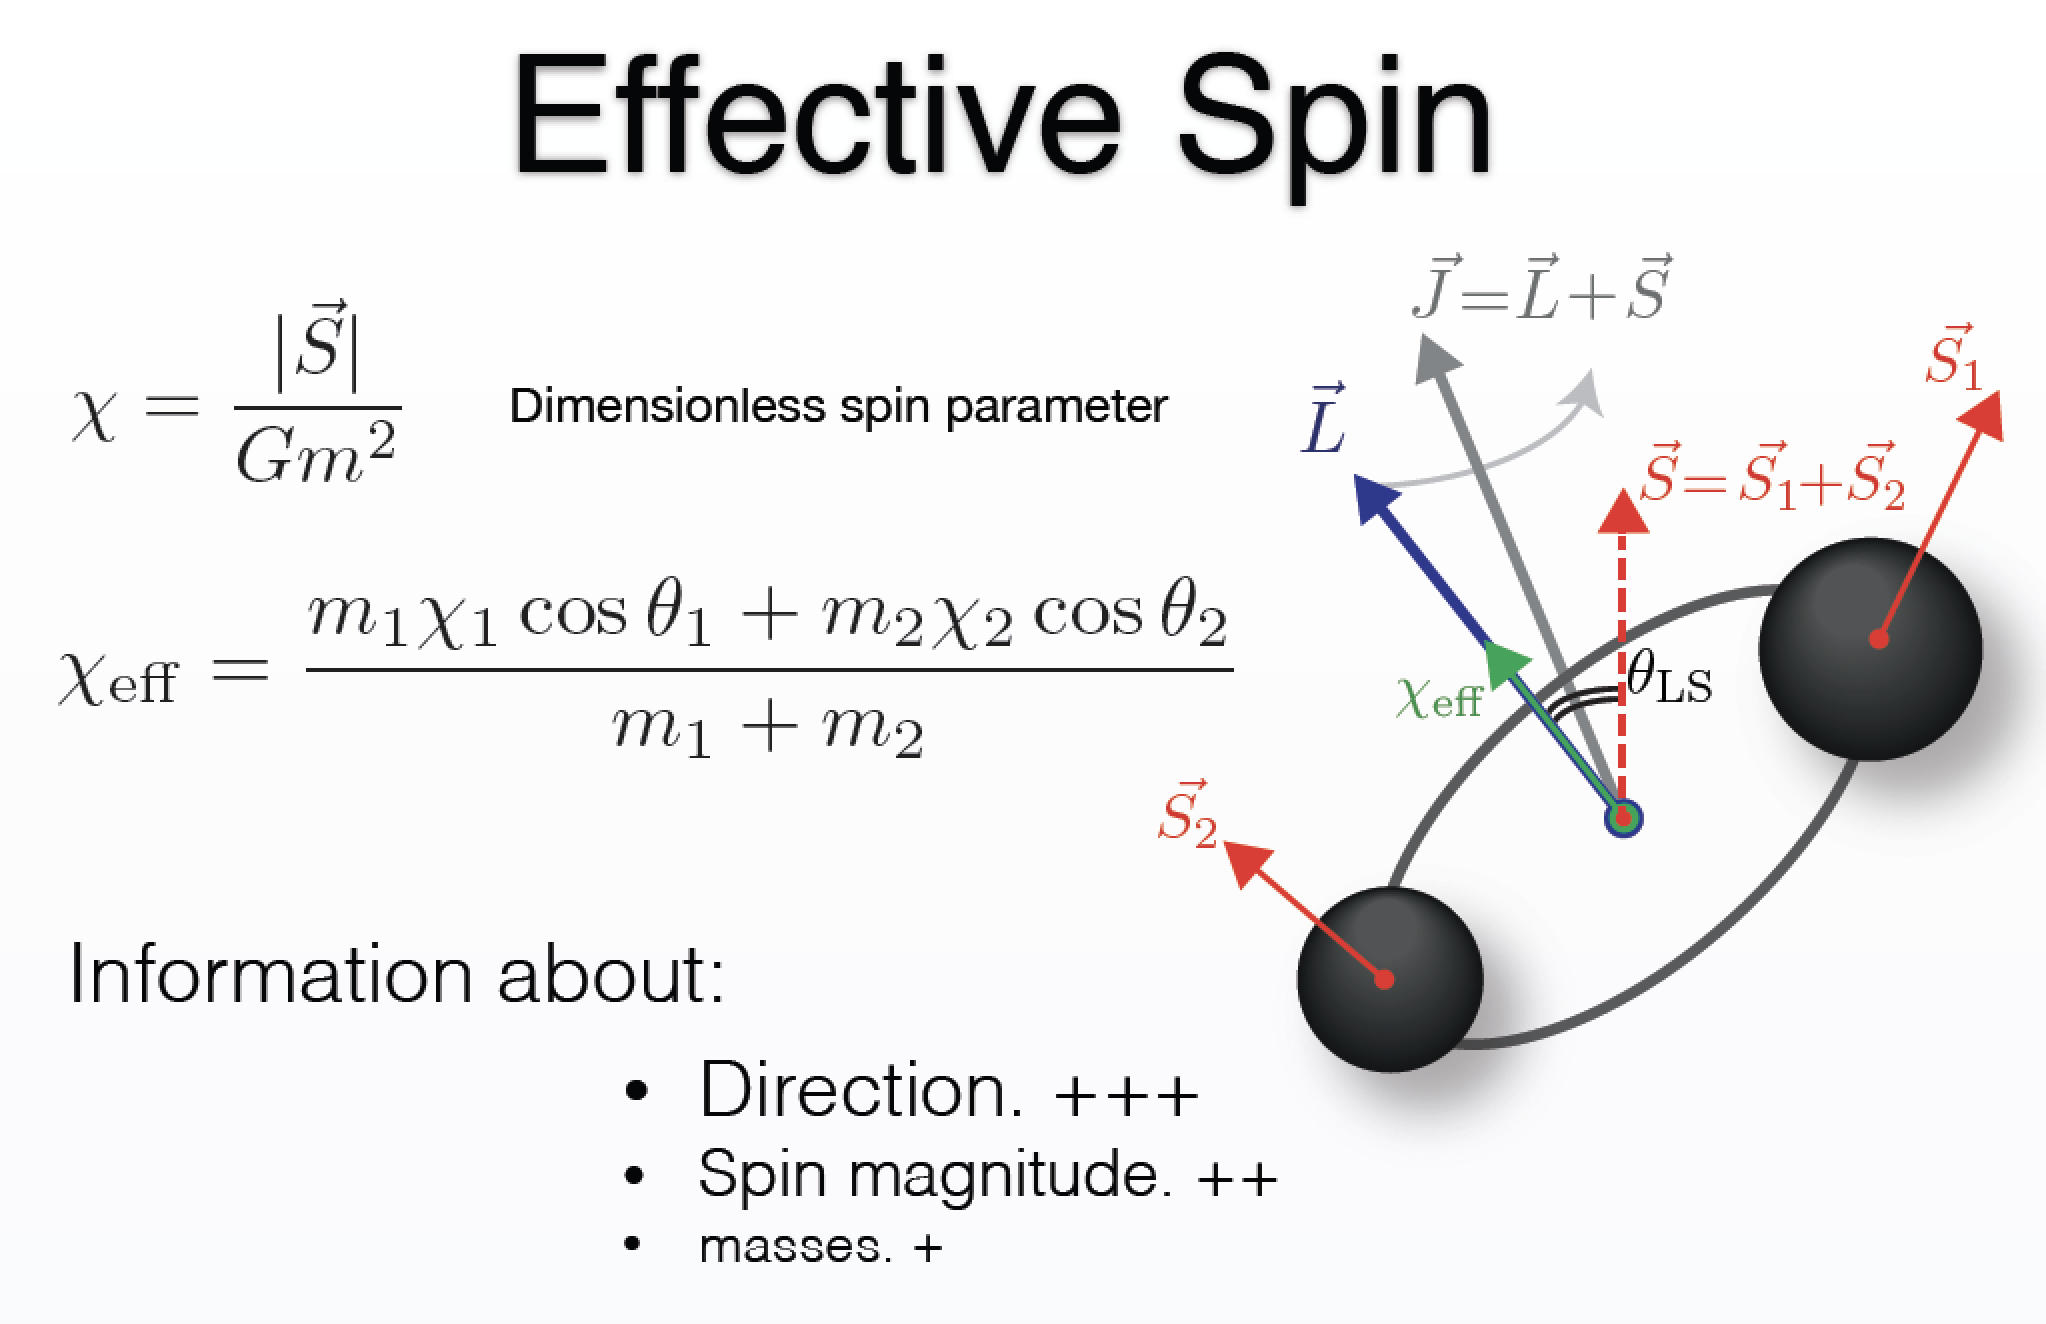 Effective Spin
χ = |S⃗| / Gm²
Dimensionless spin parameter
χ_eff = (m₁χ₁ cos θ₁ + m₂χ₂ cos θ₂) / (m₁ + m₂)
Information about:
• Direction. +++
• Spin magnitude. ++
• masses. +
J⃗=L⃗+S⃗
L⃗
S⃗₁
S⃗=S⃗₁+S⃗₂
θ_LS
χ_eff
S⃗₂